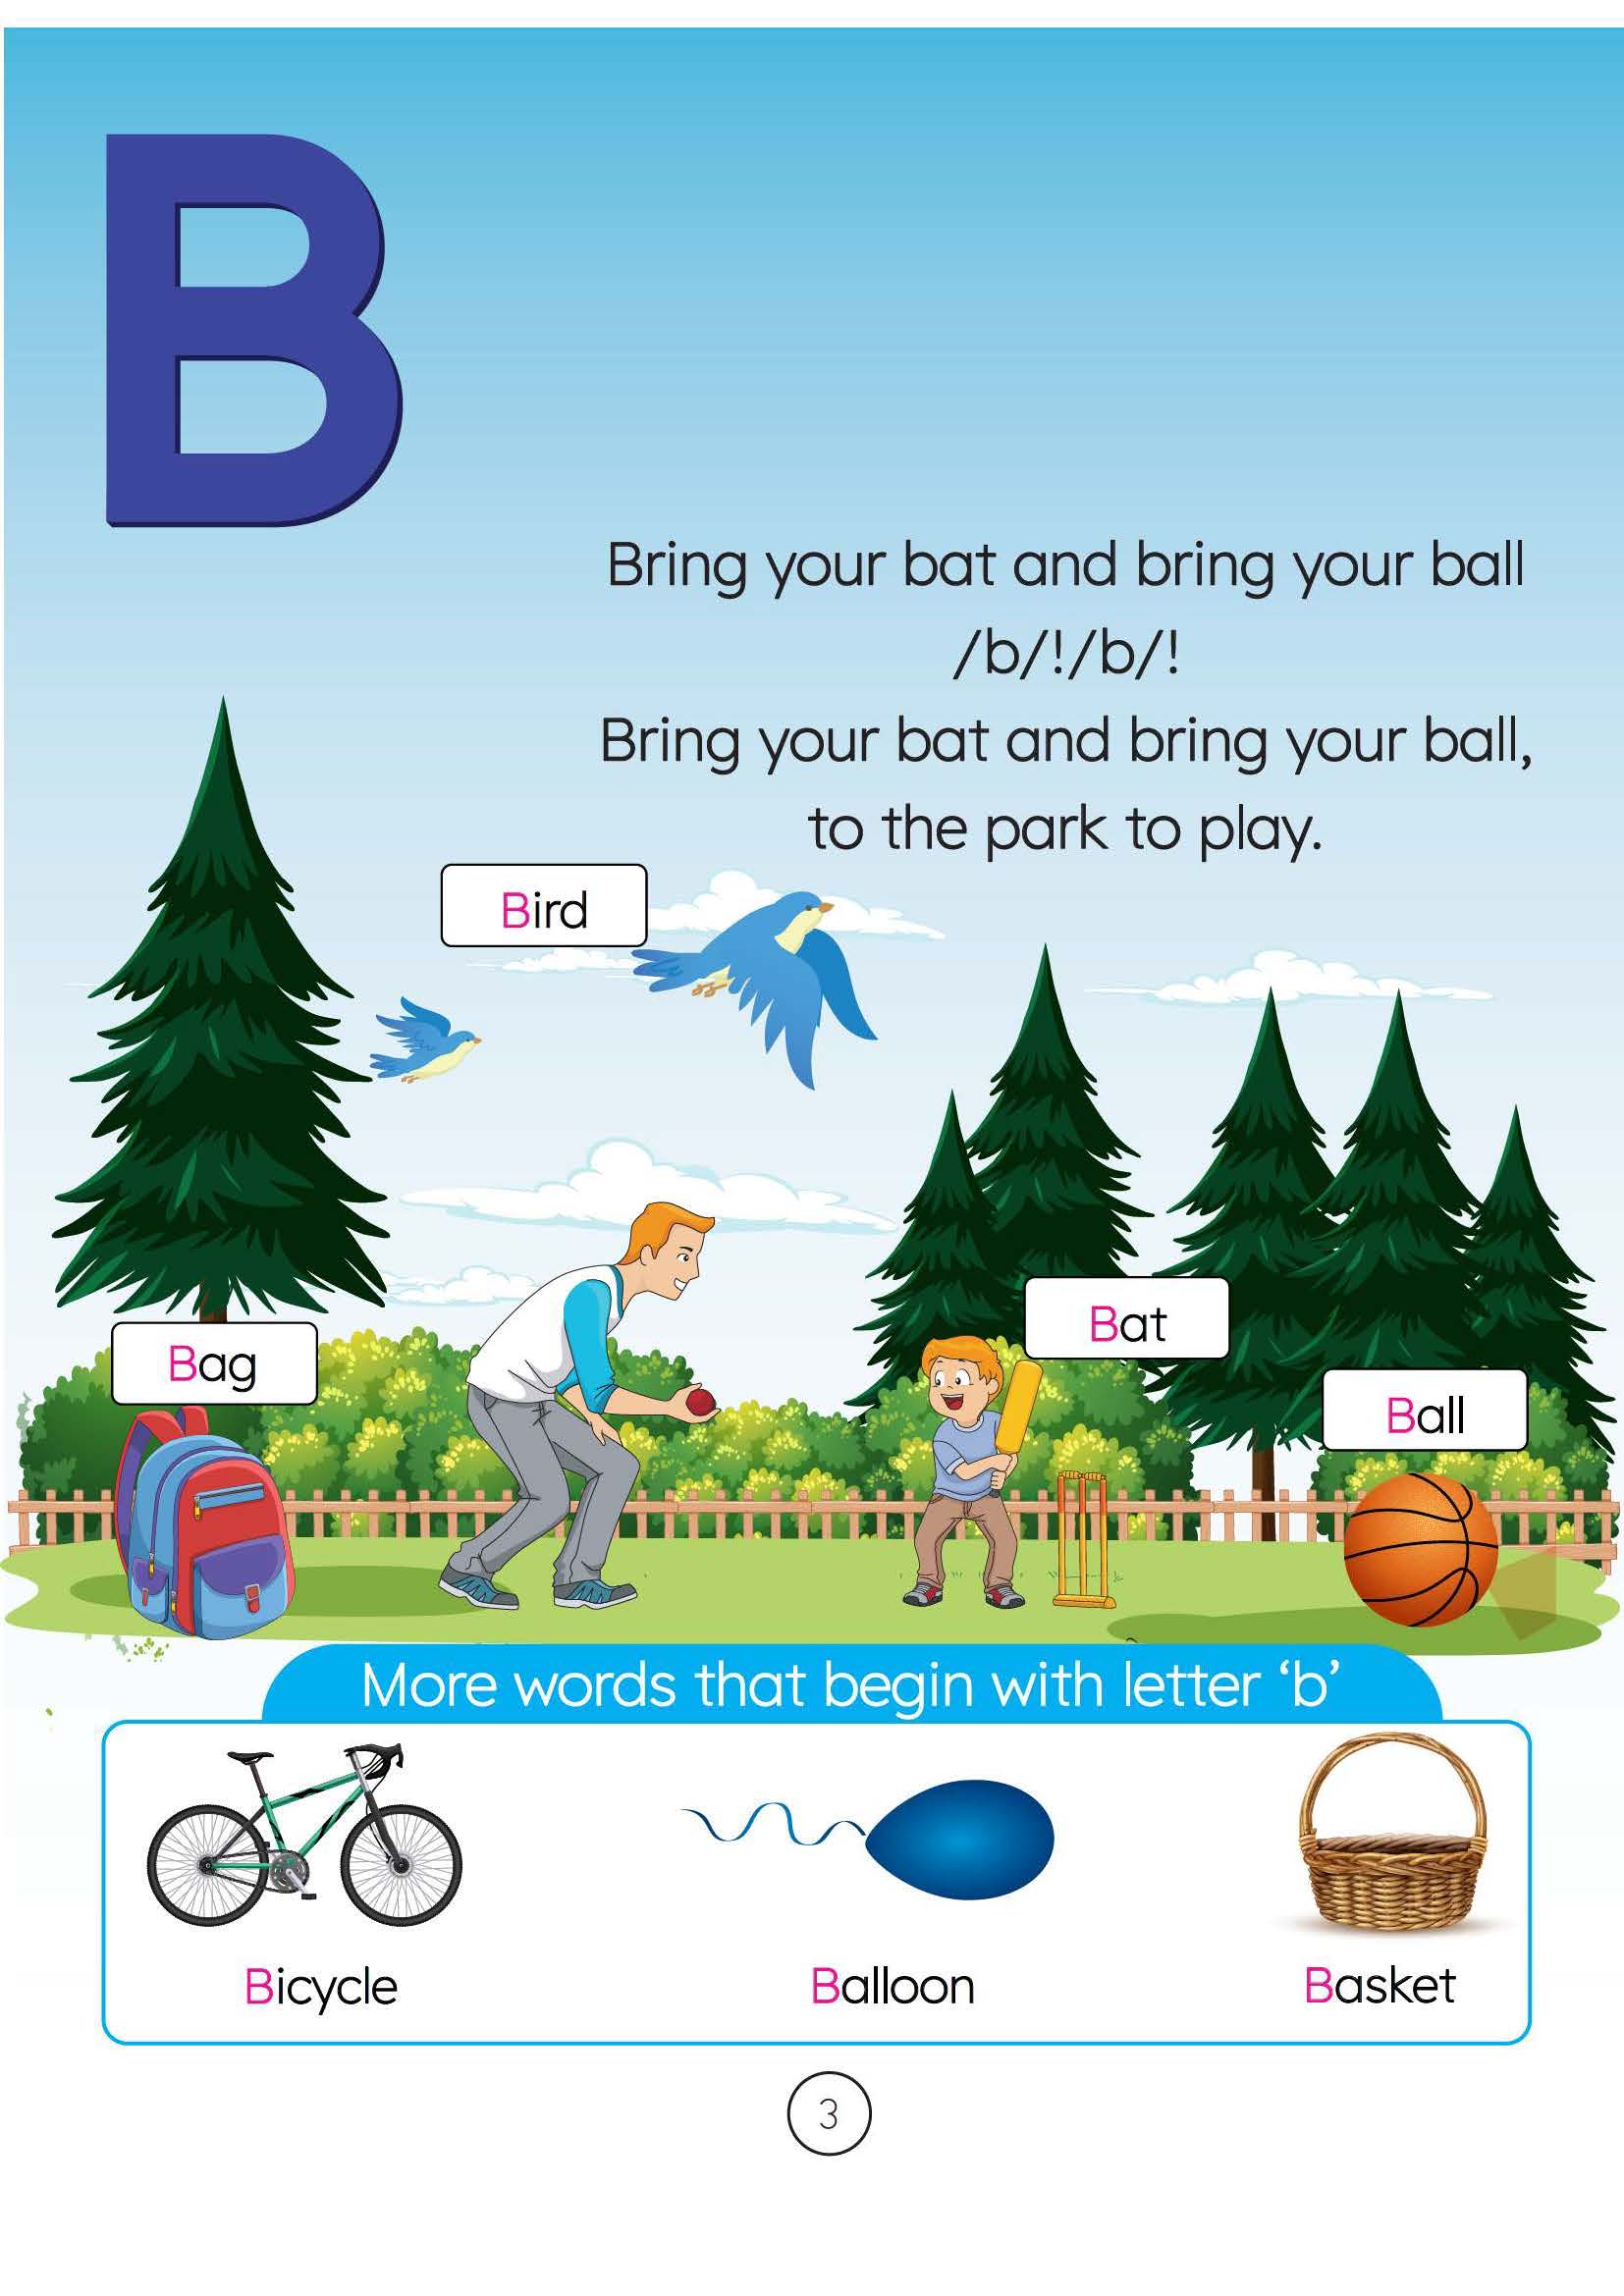 B
Bring your bat and bring your ball
/b/!/b/!
Bring your bat and bring your ball,
to the park to play.
Bird
Bag
Bat
Ball
More words that begin with letter ‘b’
Bicycle
Balloon
Basket
3